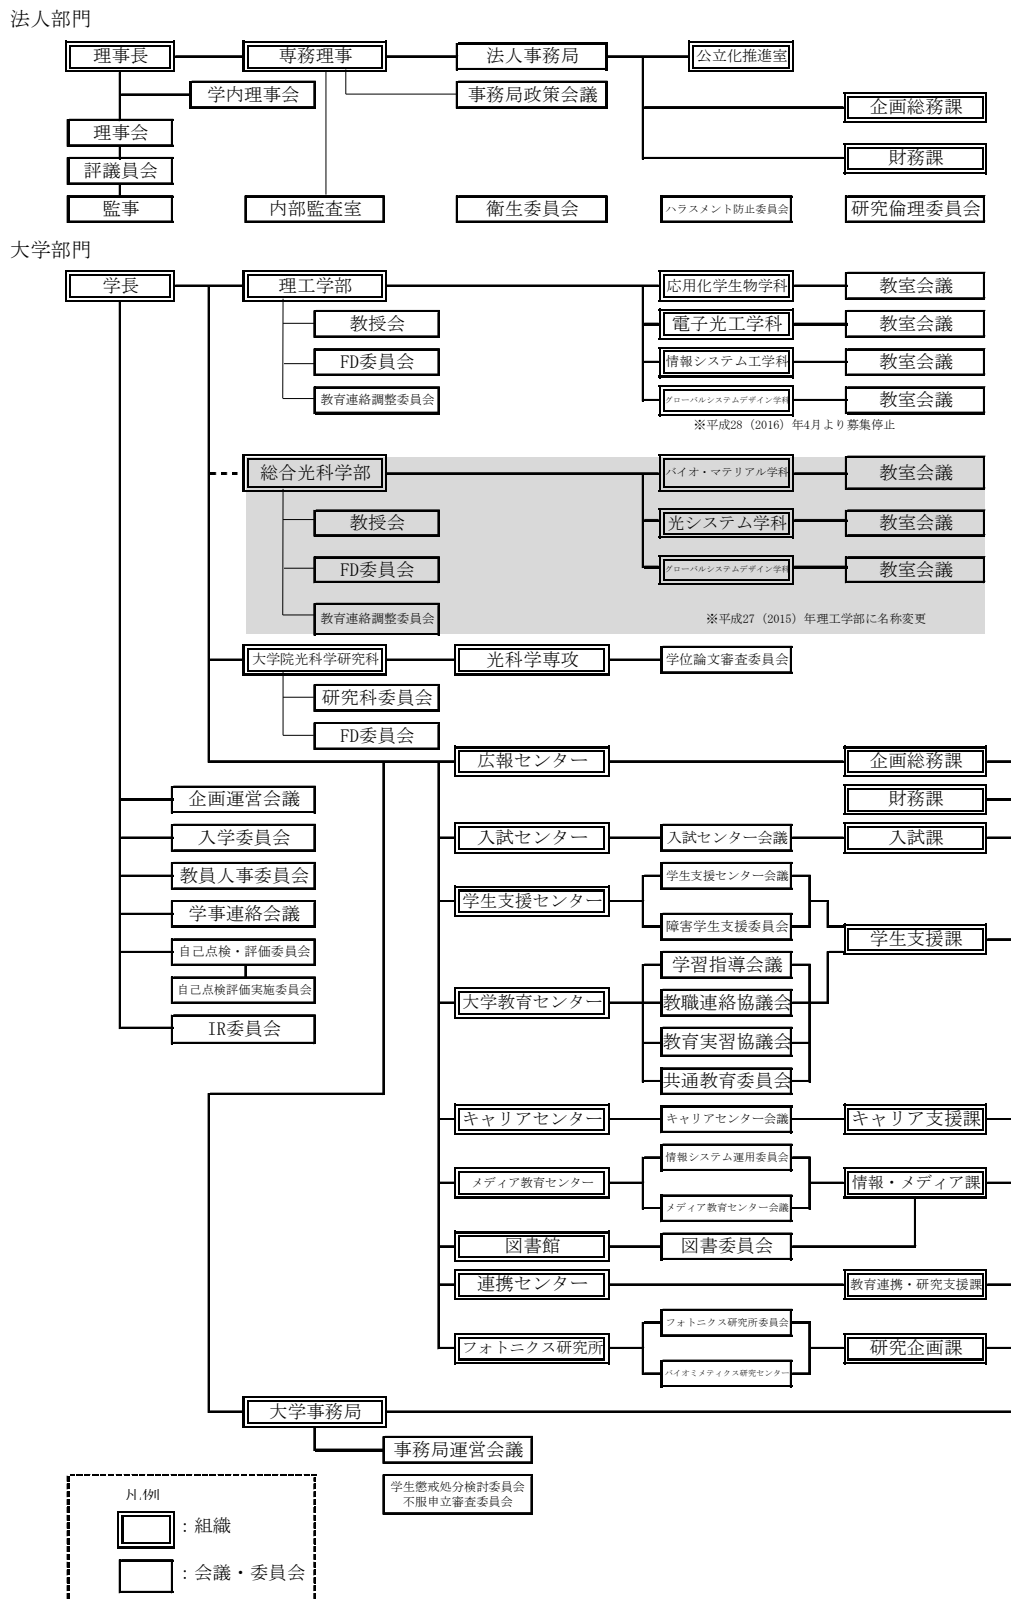 法人部門
理事長
専務理事
法人事務局
公立化推進室
学内理事会
事務局政策会議
企画総務課
理事会
評議員会
財務課
監事
内部監査室
衛生委員会
ハラスメント防止委員会
研究倫理委員会
大学部門
学長
理工学部
応用化学生物学科
教室会議
教授会
電子光工学科
教室会議
FD委員会
情報システム工学科
教室会議
教育連絡調整委員会
グローバルシステムデザイン学科
教室会議
※平成28（2016）年4月より募集停止
総合光科学部
バイオ・マテリアル学科
教室会議
教授会
光システム学科
教室会議
FD委員会
グローバルシステムデザイン学科
教室会議
教育連絡調整委員会
※平成27（2015）年理工学部に名称変更
大学院光科学研究科
光科学専攻
学位論文審査委員会
研究科委員会
FD委員会
広報センター
企画総務課
企画運営会議
財務課
入学委員会
入試センター
入試センター会議
入試課
教員人事委員会
学生支援センター会議
学生支援センター
学事連絡会議
障害学生支援委員会
学生支援課
自己点検・評価委員会
学習指導会議
自己点検評価実施委員会
大学教育センター
教職連絡協議会
IR委員会
教育実習協議会
共通教育委員会
キャリアセンター
キャリアセンター会議
キャリア支援課
情報システム運用委員会
メディア教育センター
情報・メディア課
メディア教育センター会議
図書館
図書委員会
連携センター
教育連携・研究支援課
フォトニクス研究所委員会
フォトニクス研究所
研究企画課
バイオミメティクス研究センター
大学事務局
事務局運営会議
学生懲戒処分検討委員会
不服申立審査委員会
凡例
：組織
：会議・委員会